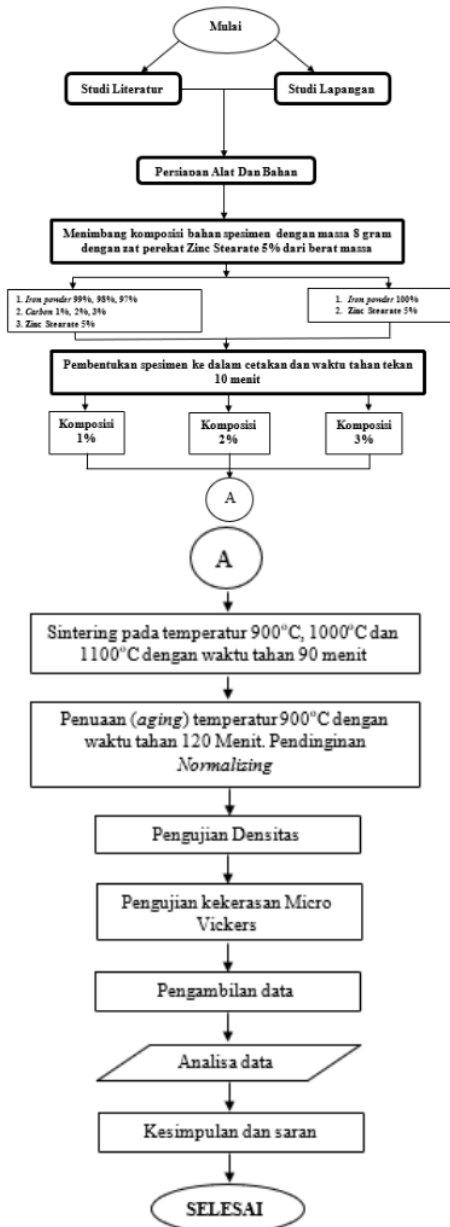 Mulai
Studi Literatur
Studi Lapangan
Persiapan Alat Dan Bahan
Menimbang komposisi bahan spesimen dengan massa 8 gram
dengan zat perekat Zinc Stearate 5% dari berat massa
1. Iron powder 99%, 98%, 97%
2. Carbon 1%, 2%, 3%
3. Zinc Stearate 5%
1. Iron powder 100%
2. Zinc Stearate 5%
Pembentukan spesimen ke dalam cetakan dan waktu tahan tekan
10 menit
Komposisi
1%
Komposisi
2%
Komposisi
3%
A
A
Sintering pada temperatur 900°C, 1000°C dan
1100°C dengan waktu tahan 90 menit
Penuaan (aging) temperatur 900°C dengan
waktu tahan 120 Menit. Pendinginan
Normalizing
Pengujian Densitas
Pengujian kekerasan Micro
Vickers
Pengambilan data
Analisa data
Kesimpulan dan saran
SELESAI